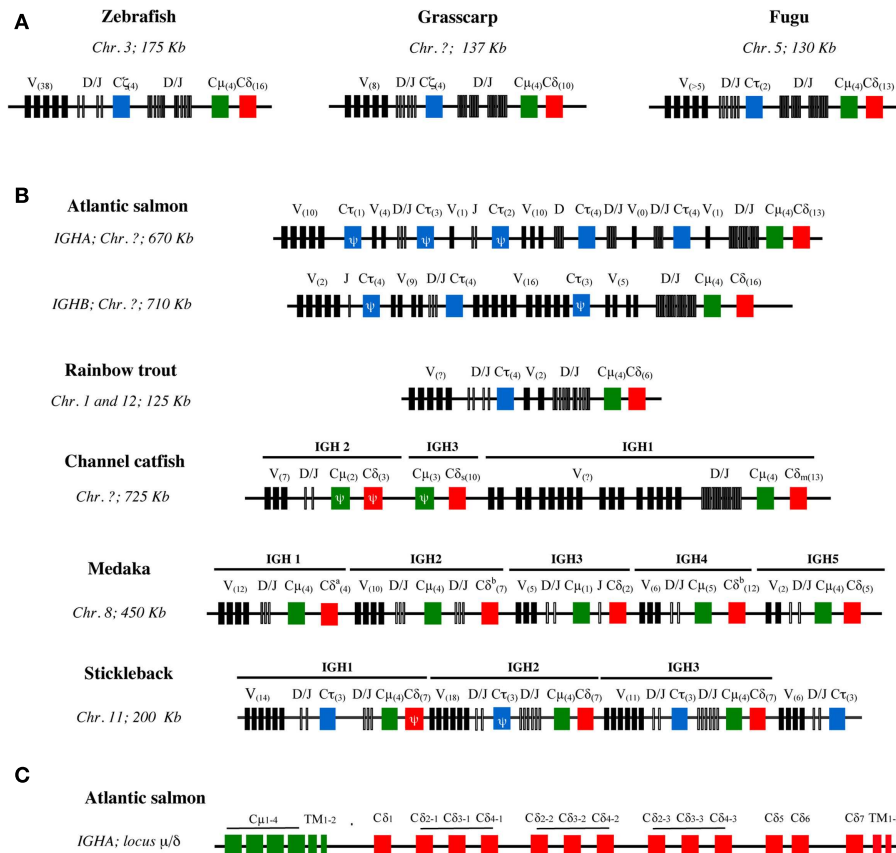 A
Zebrafish Grasscarp Fugu
Chr. 3; 175 Kb Chr. ?; 137 Kb Chr. 5; 130 Kb
V(38) D/J Cζ(4) D/J Cμ(4) Cδ(16) V(8) D/J Cζ(4) D/J Cμ(4) Cδ(10) V(>5) D/J Cτ(2) D/J Cμ(4) Cδ(13)
B
Atlantic salmon
V(10) Cτ(1) V(4) D/J Cτ(3) V(1) J Cτ(2) V(10) D Cτ(4) D/J V(0) D/J Cτ(4) V(1) D/J Cμ(4) Cδ(13)
IGHA; Chr. ?; 670 Kb
ψ ψ ψ
V(2) J Cτ(4) V(9) D/J Cτ(4) V(16) Cτ(3) V(5) D/J Cμ(4) Cδ(16)
IGHB; Chr. ?; 710 Kb
ψ ψ
Rainbow trout
V(?) D/J Cτ(4) V(2) D/J Cμ(4) Cδ(6)
Chr. 1 and 12; 125 Kb
IGH 2 IGH3 IGH1
Channel catfish
V(7) D/J Cμ(2) Cδ(3) Cμ(3) Cδs(10) V(?) D/J Cμ(4) Cδm(13)
Chr. ?; 725 Kb
ψ ψ ψ
IGH 1 IGH2 IGH3 IGH4 IGH5
Medaka
V(12) D/J Cμ(4) Cδᵃ(4) V(10) D/J Cμ(4) D/J Cδᵇ(7) V(5) D/J Cμ(1) J Cδ(2) V(6) D/J Cμ(5) Cδᵇ(12) V(2) D/J Cμ(4) Cδ(5)
Chr. 8; 450 Kb
IGH1 IGH2 IGH3
Stickleback
V(14) D/J Cτ(3) D/J Cμ(4) Cδ(7) V(18) D/J Cτ(3) D/J Cμ(4) Cδ(7) V(11) D/J Cτ(3) D/J Cμ(4) Cδ(7) V(6) D/J Cτ(3)
Chr. 11; 200 Kb
ψ ψ
C
Atlantic salmon
Cμ1-4 TM1-2 Cδ1 Cδ2-1 Cδ3-1 Cδ4-1 Cδ2-2 Cδ3-2 Cδ4-2 Cδ2-3 Cδ3-3 Cδ4-3 Cδ5 Cδ6 Cδ7 TM1-
IGHA; locus μ/δ